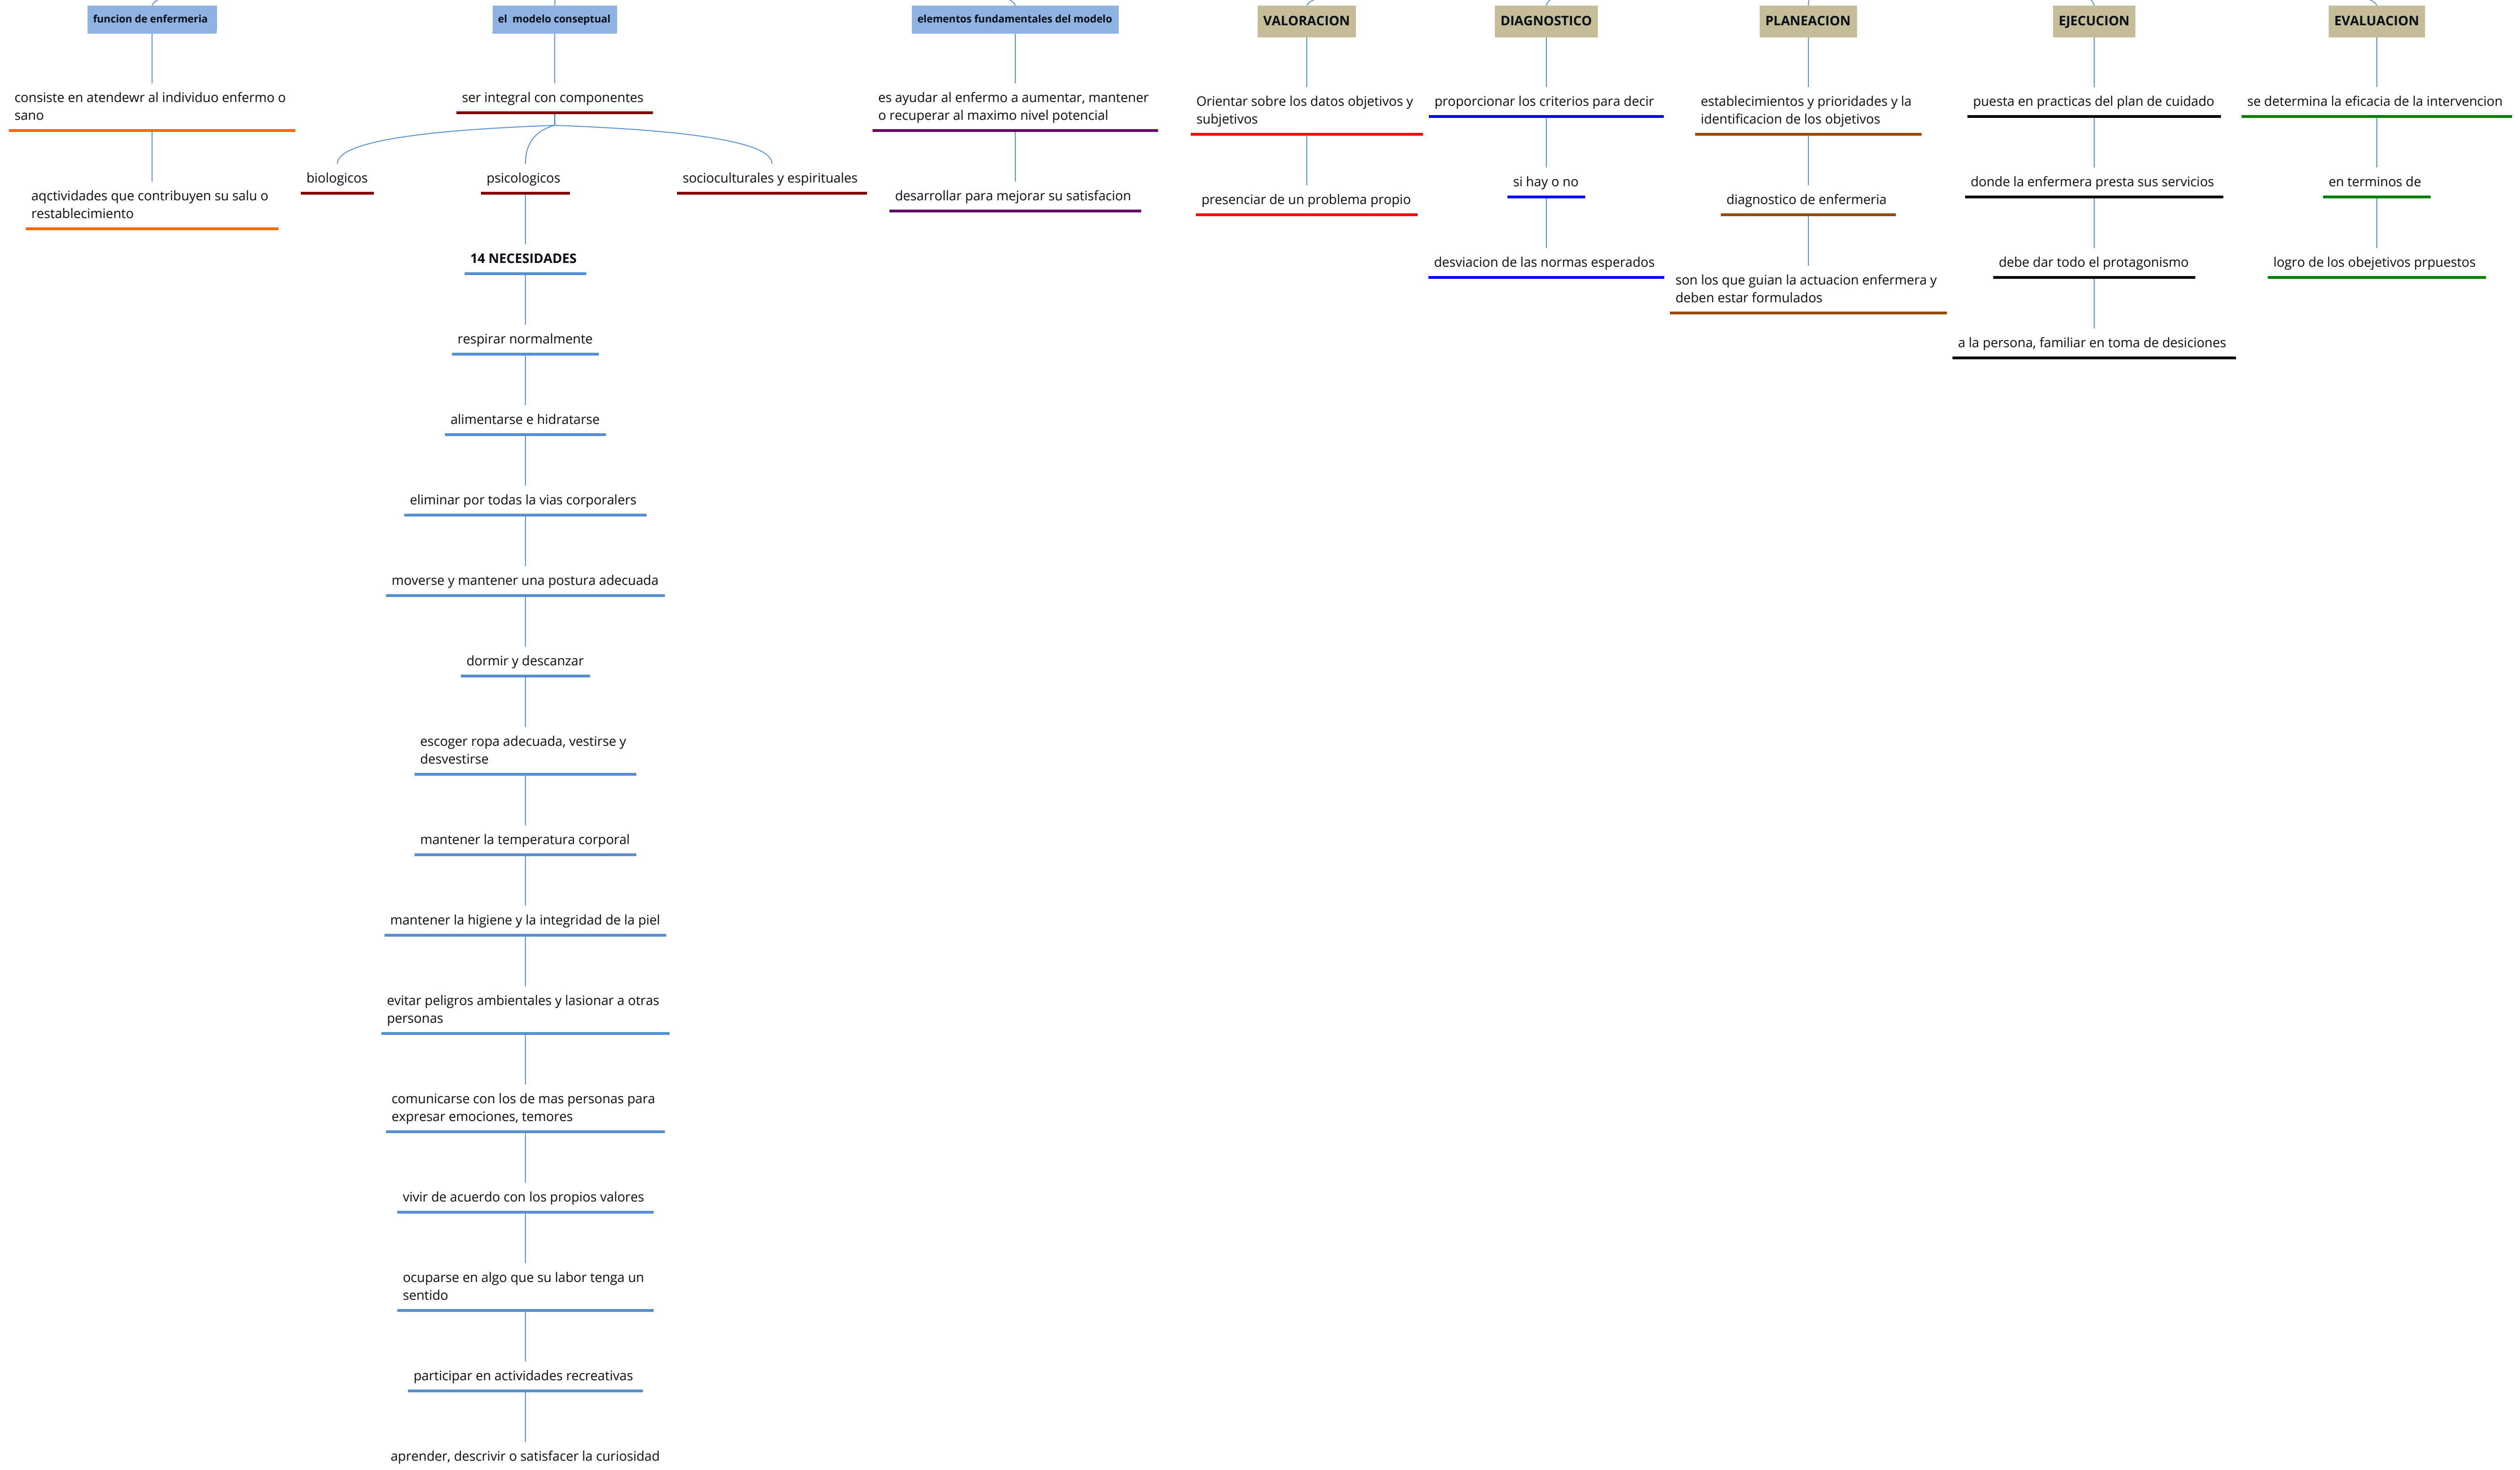 funcion de enfermeria
consiste en atendewr al individuo enfermo o
sano
aqctividades que contribuyen su salu o
restablecimiento
el modelo conseptual
ser integral con componentes
biologicos
psicologicos
socioculturales y espirituales
14 NECESIDADES
respirar normalmente
alimentarse e hidratarse
eliminar por todas la vias corporalers
moverse y mantener una postura adecuada
dormir y descanzar
escoger ropa adecuada, vestirse y
desvestirse
mantener la temperatura corporal
mantener la higiene y la integridad de la piel
evitar peligros ambientales y lasionar a otras
personas
comunicarse con los de mas personas para
expresar emociones, temores
vivir de acuerdo con los propios valores
ocuparse en algo que su labor tenga un
sentido
participar en actividades recreativas
aprender, descrivir o satisfacer la curiosidad
elementos fundamentales del modelo
es ayudar al enfermo a aumentar, mantener
o recuperar al maximo nivel potencial
desarrollar para mejorar su satisfacion
VALORACION
Orientar sobre los datos objetivos y
subjetivos
presenciar de un problema propio
DIAGNOSTICO
proporcionar los criterios para decir
si hay o no
desviacion de las normas esperados
PLANEACION
establecimientos y prioridades y la
identificacion de los objetivos
diagnostico de enfermeria
son los que guian la actuacion enfermera y
deben estar formulados
EJECUCION
puesta en practicas del plan de cuidado
donde la enfermera presta sus servicios
debe dar todo el protagonismo
a la persona, familiar en toma de desiciones
EVALUACION
se determina la eficacia de la intervencion
en terminos de
logro de los obejetivos prpuestos